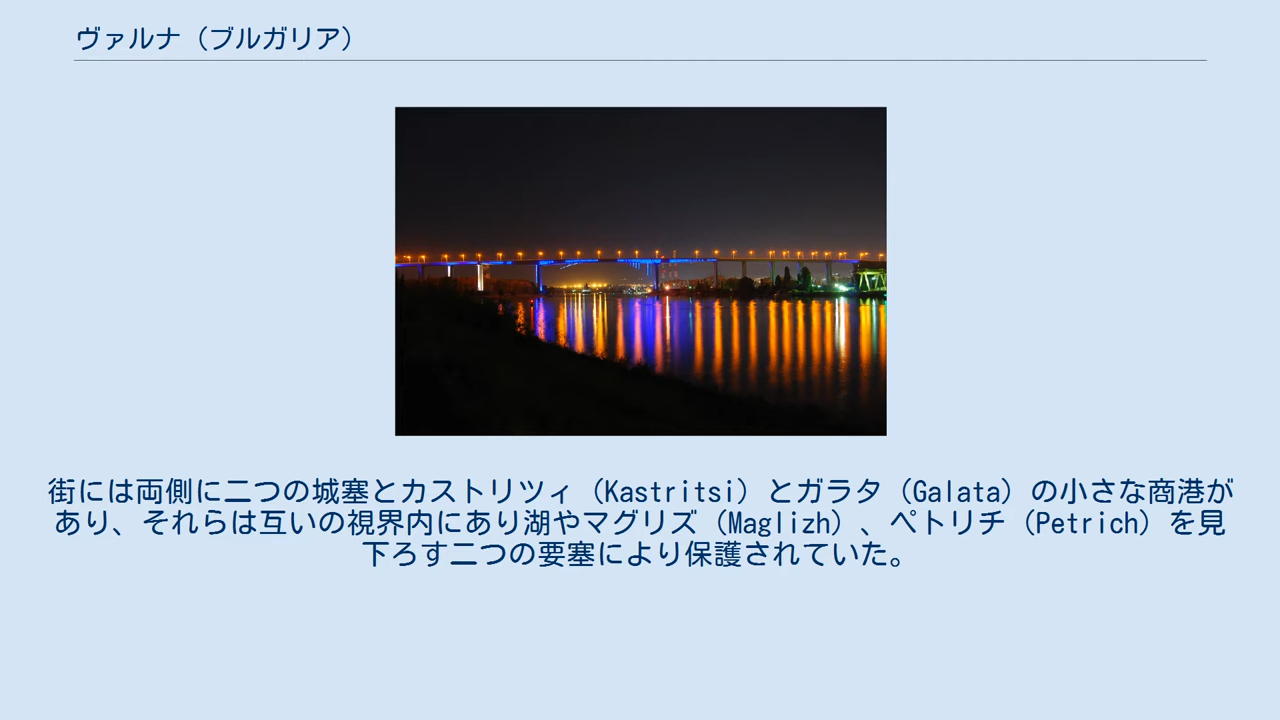 ヴァルナ（ブルガリア）
街には両側に二つの城塞とカストリツィ（Kastritsi）とガラタ（Galata）の小さな商港が
あり、それらは互いの視界内にあり湖やマグリズ（Maglizh）、ペトリチ（Petrich）を見
下ろす二つの要塞により保護されていた。